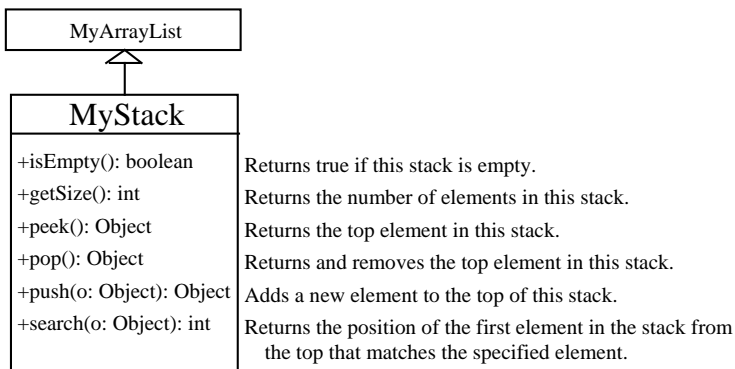 MyArrayList
MyStack
+isEmpty(): boolean
Returns true if this stack is empty.
+getSize(): int
Returns the number of elements in this stack.
+peek(): Object
Returns the top element in this stack.
+pop(): Object
Returns and removes the top element in this stack.
+push(o: Object): Object
Adds a new element to the top of this stack.
+search(o: Object): int
Returns the position of the first element in the stack from
the top that matches the specified element.